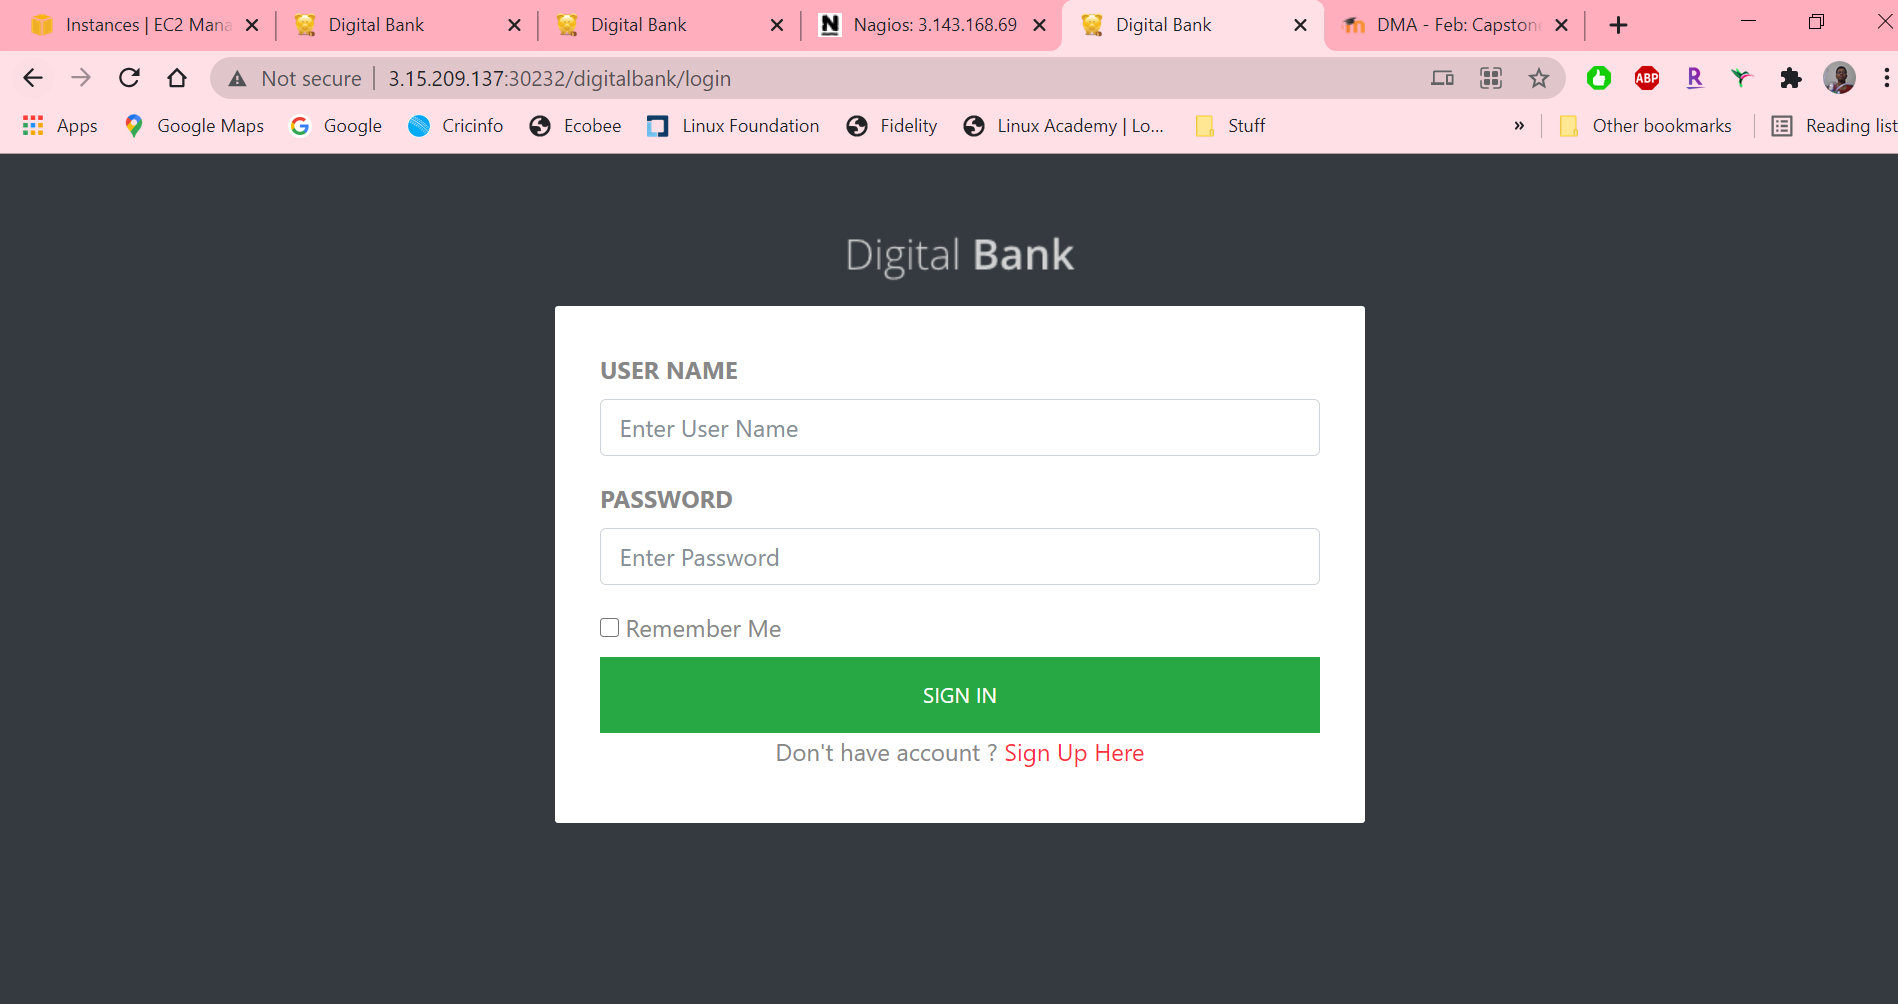 Instances | EC2 Mana
Digital Bank
Digital Bank
Nagios: 3.143.168.69
Digital Bank
DMA - Feb: Capston
Not secure
3.15.209.137:30232/digitalbank/login
ABP
R
Apps
Google Maps
Google
Cricinfo
Ecobee
Linux Foundation
Fidelity
Linux Academy | Lo...
Stuff
»
Other bookmarks
Reading list
Digital Bank
USER NAME
Enter User Name
PASSWORD
Enter Password
Remember Me
SIGN IN
Don't have account ? Sign Up Here